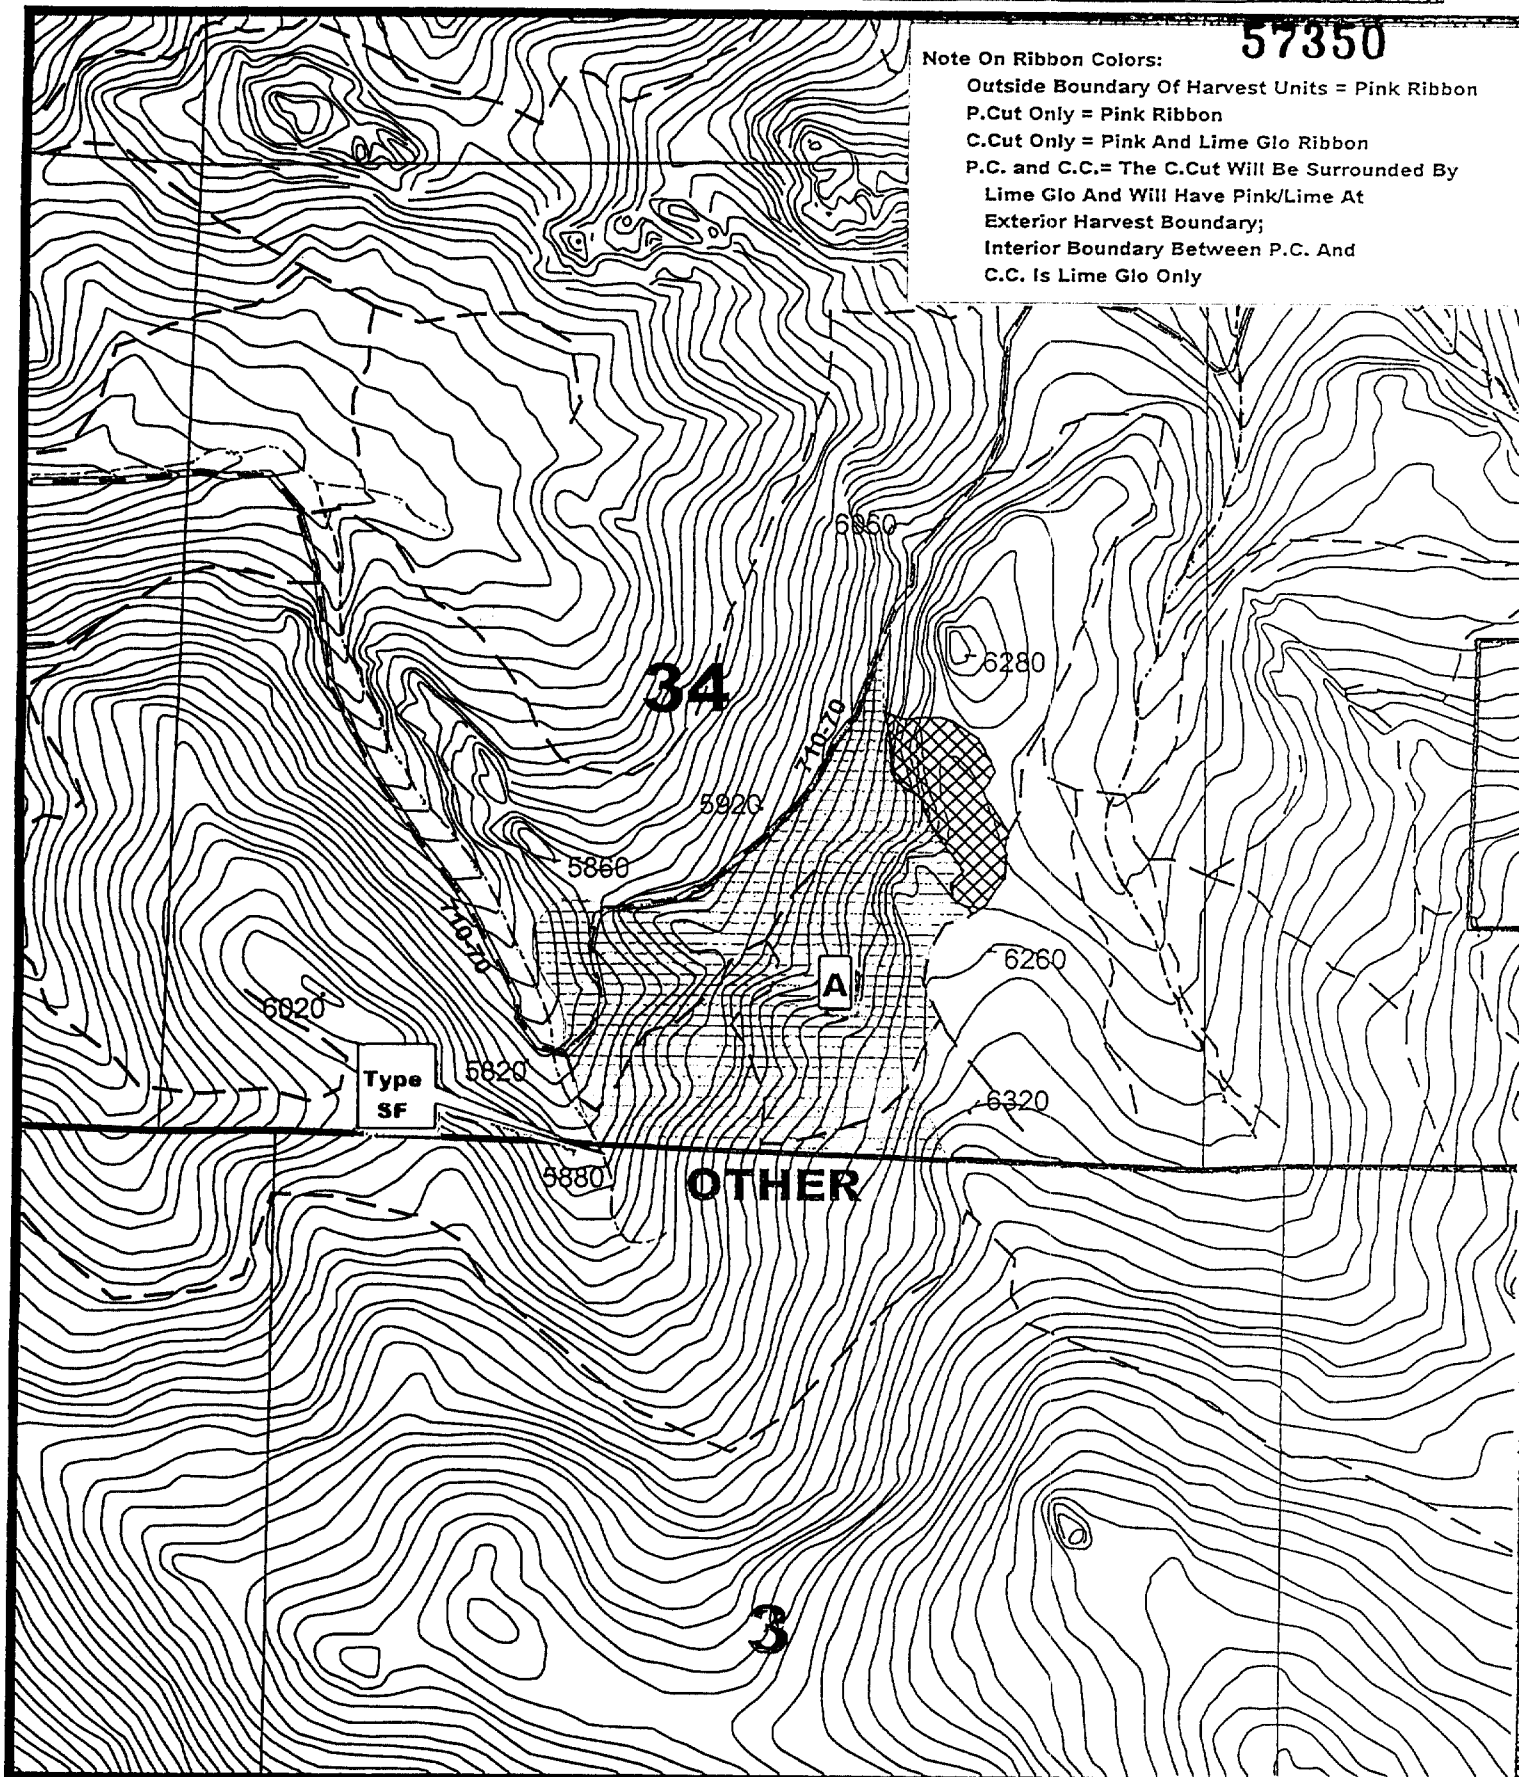 57350
Note On Ribbon Colors:
Outside Boundary Of Harvest Units = Pink Ribbon
P.Cut Only = Pink Ribbon
C.Cut Only = Pink And Lime Glo Ribbon
P.C. and C.C.= The C.Cut Will Be Surrounded By
Lime Glo And Will Have Pink/Lime At
Exterior Harvest Boundary;
Interior Boundary Between P.C. And
C.C. Is Lime Glo Only
6280
34
710-70
5920
5860
710-70
6260
A
6020
5820
Type
SF
6320
5880
OTHER
3